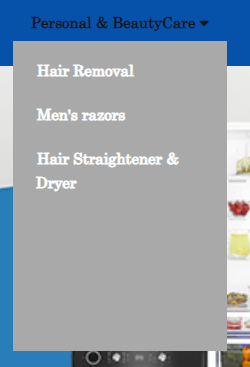 Personal & BeautyCare
Hair Removal
Men's razors
Hair Straightener &
Dryer